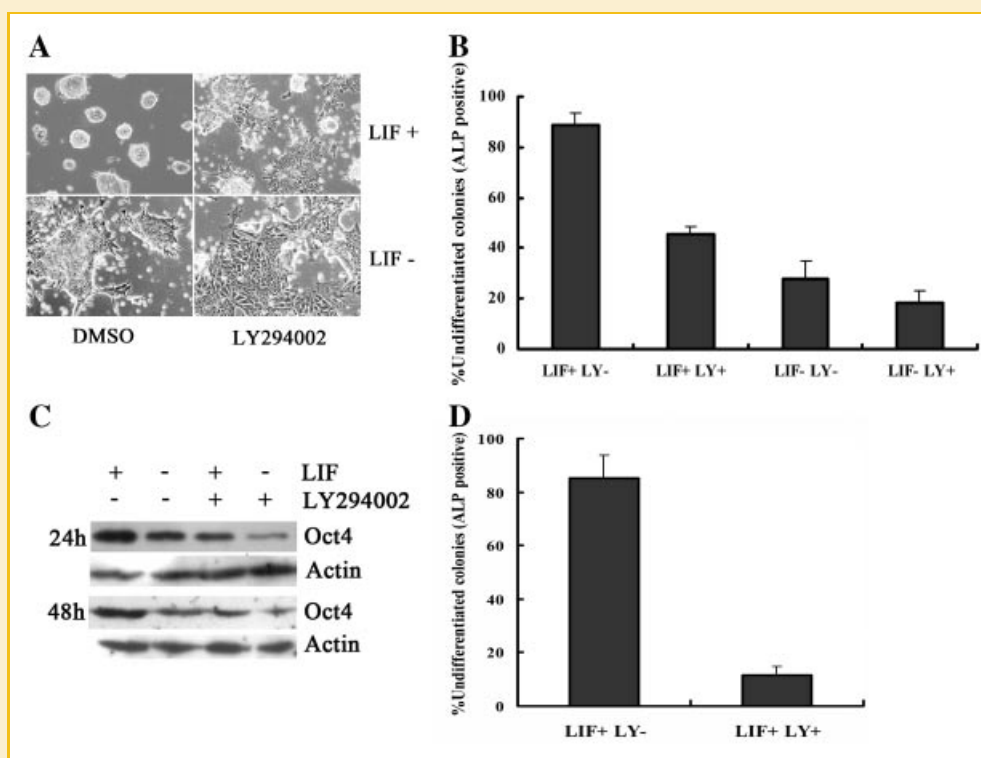 A
LIF +
LIF -
DMSO LY294002
B
%Undifferentiated colonies (ALP positive)
100
80
60
40
20
0
LIF+ LY- LIF+ LY+ LIF- LY- LIF- LY+
C
+ - + - LIF
- - + + LY294002
24h Oct4
Actin
48h Oct4
Actin
D
%Undifferentiated colonies (ALP positive)
100
80
60
40
20
0
LIF+ LY- LIF+ LY+